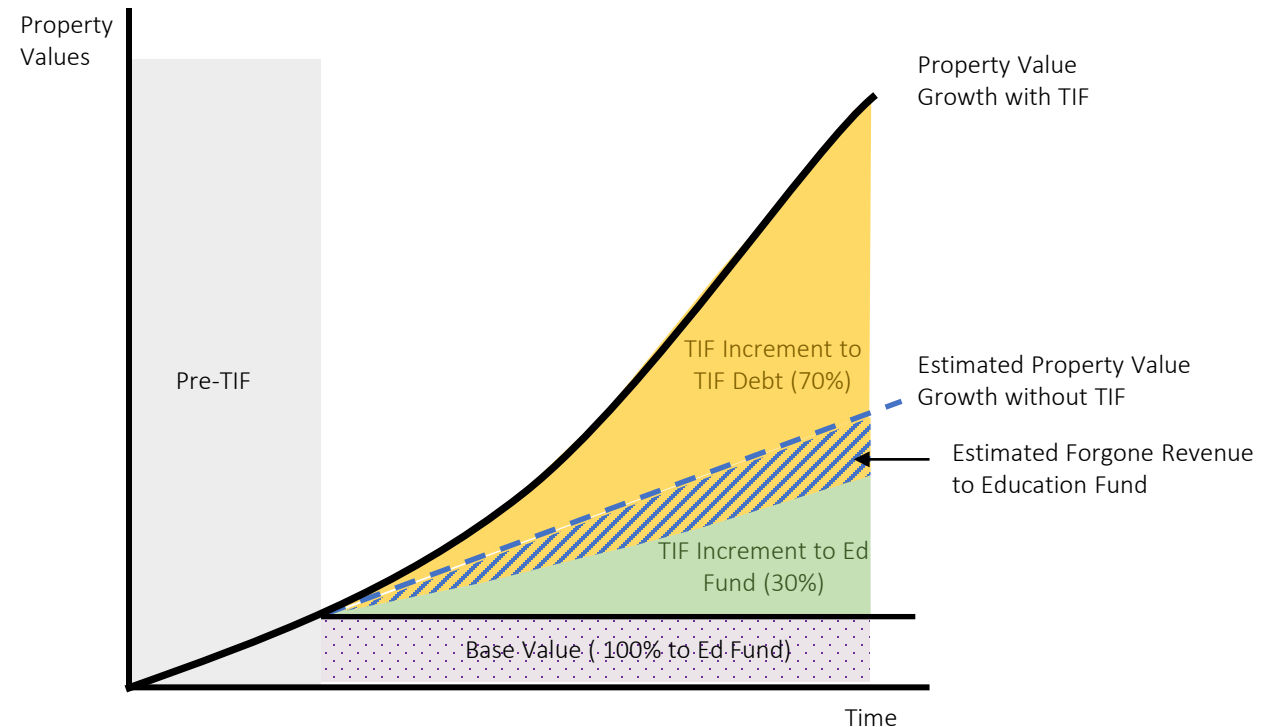 Property
Values
Property Value
Growth with TIF
TIF Increment to
TIF Debt (70%)
Pre-TIF
Estimated Property Value
Growth without TIF
Estimated Forgone Revenue
to Education Fund
TIF Increment to Ed
Fund (30%)
Base Value ( 100% to Ed Fund)
Time